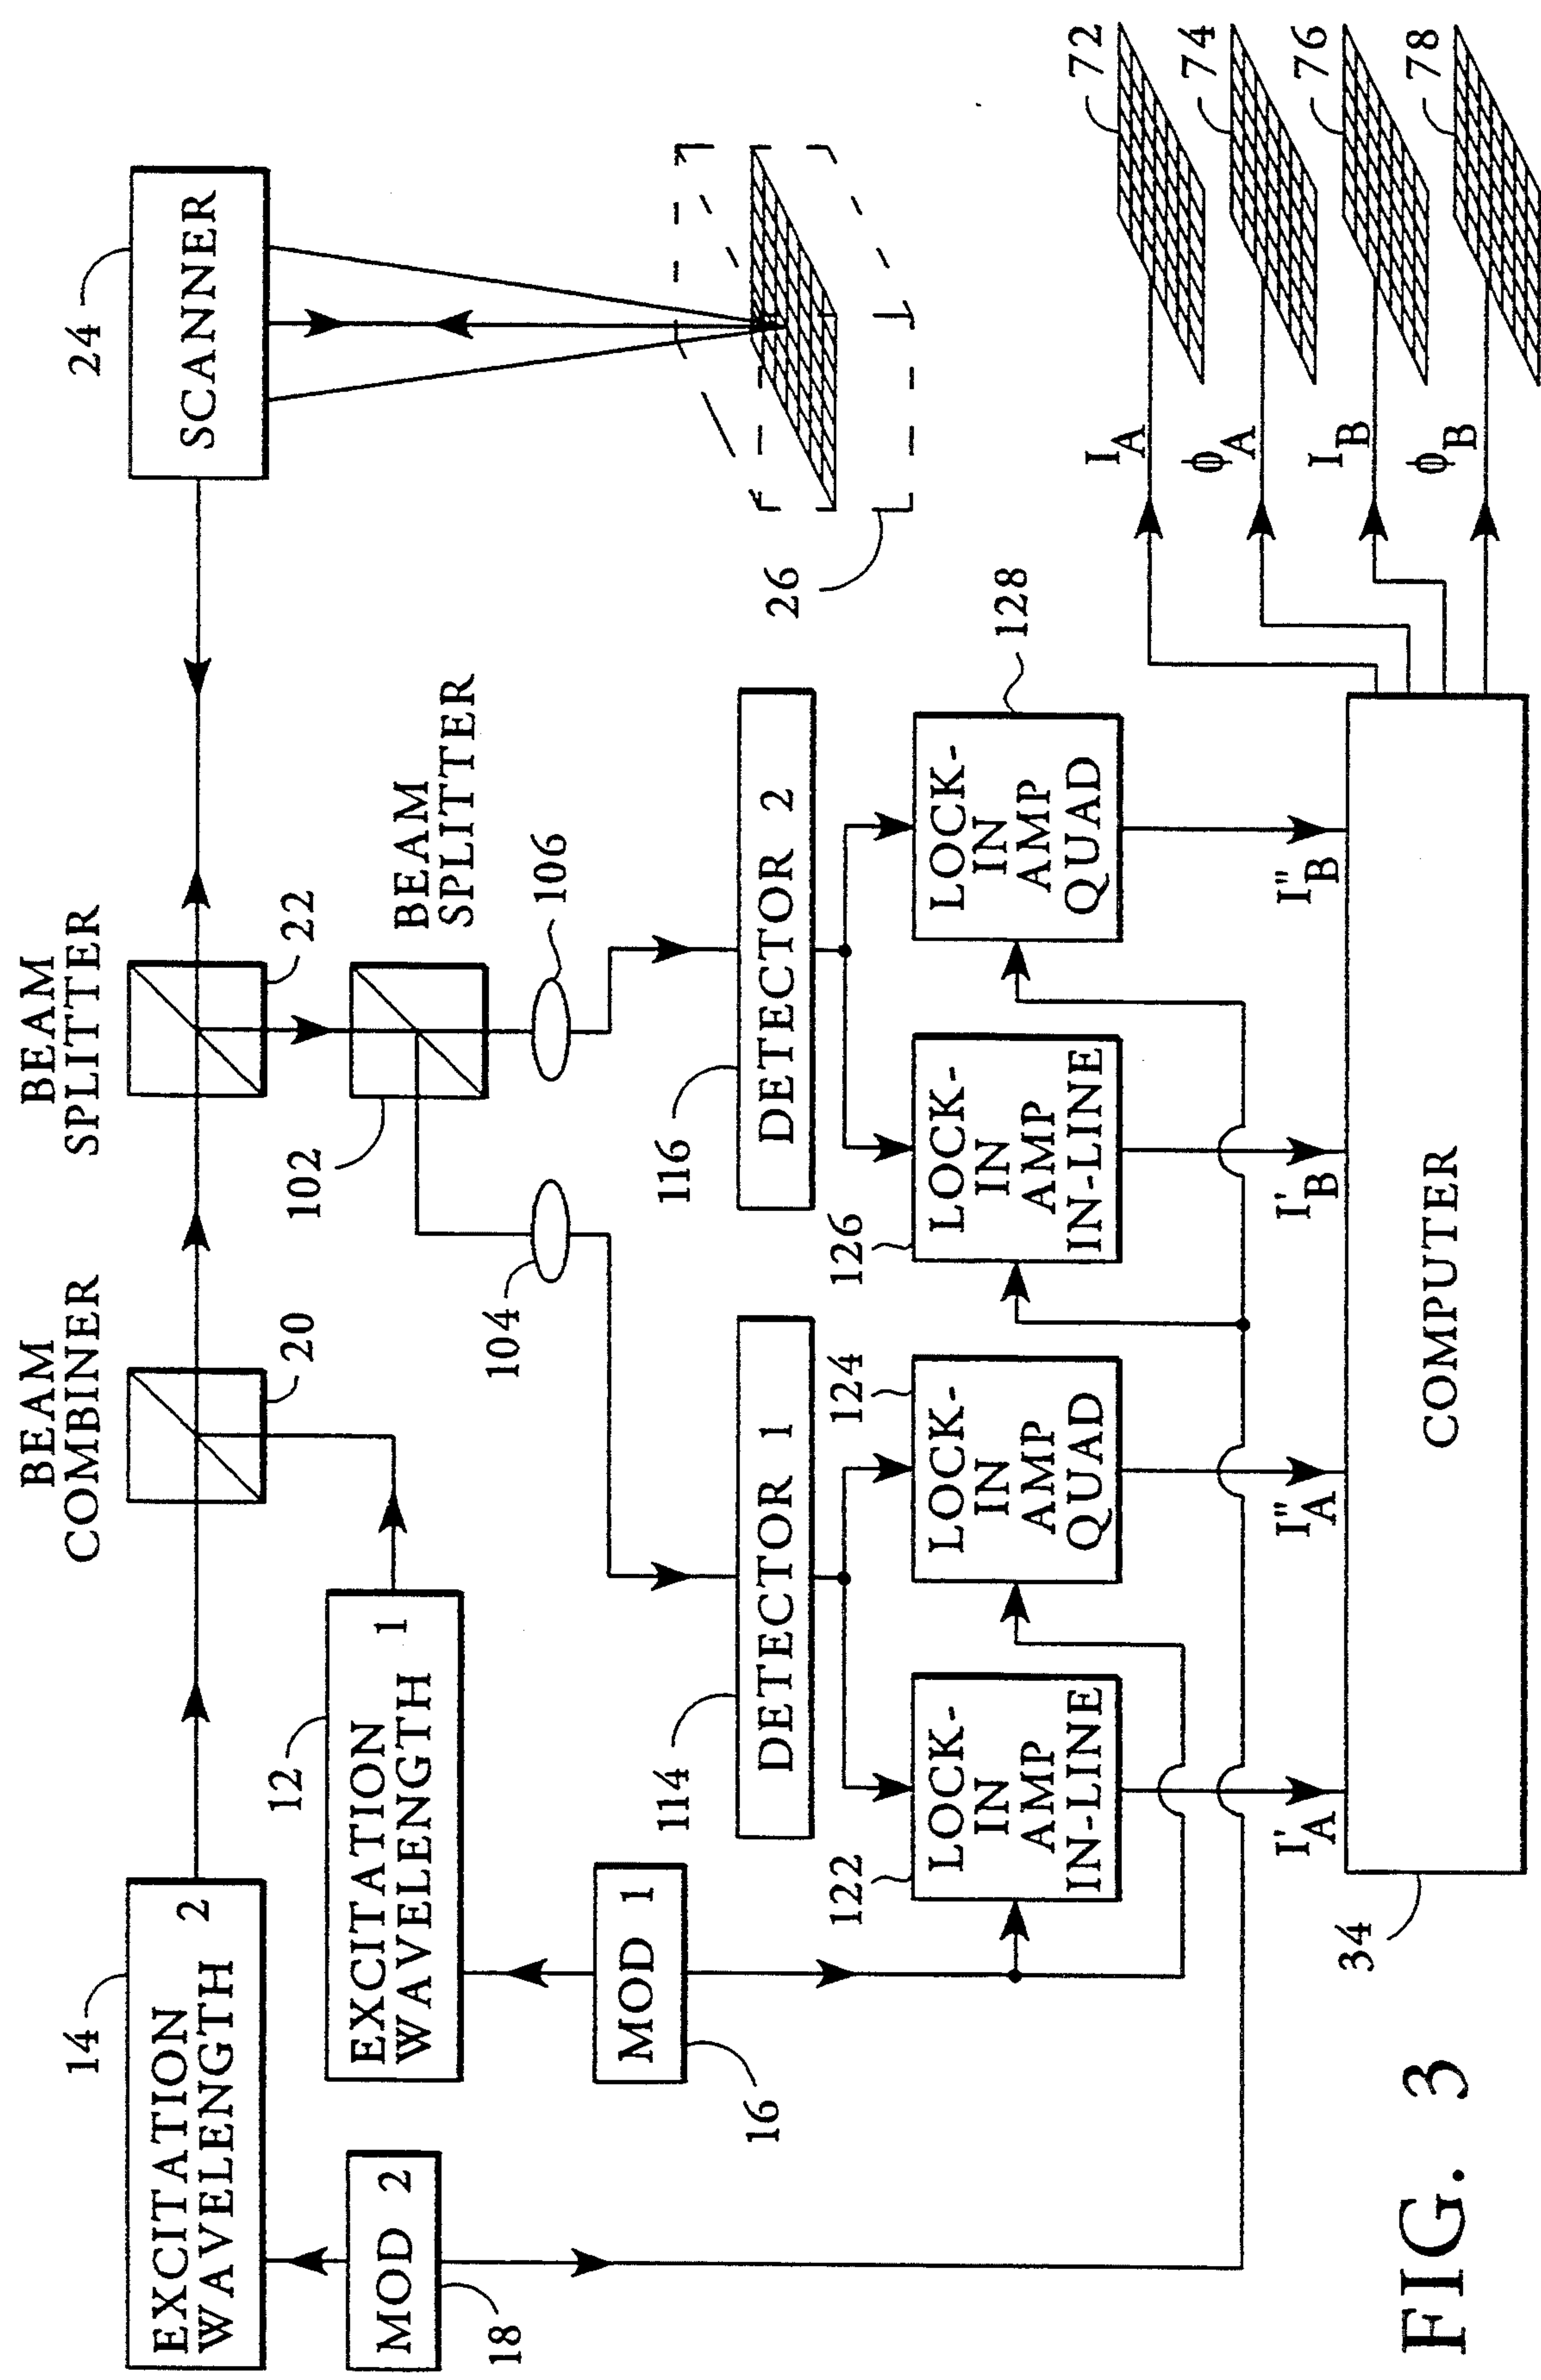 EXCITATION
WAVELENGTH 2
14
MOD 2
18
EXCITATION
WAVELENGTH 1
12
MOD 1
16
BEAM
COMBINER
20
BEAM
SPLITTER
22
BEAM
SPLITTER
102
104
106
SCANNER
24
26
DETECTOR 1
114
DETECTOR 2
116
LOCK-
IN
AMP
IN-LINE
122
LOCK-
IN
AMP
QUAD
124
LOCK-
IN
AMP
IN-LINE
126
LOCK-
IN
AMP
QUAD
128
I'A
I"A
I'B
I"B
COMPUTER
34
IA
ϕA
IB
ϕB
72
74
76
78
FIG. 3